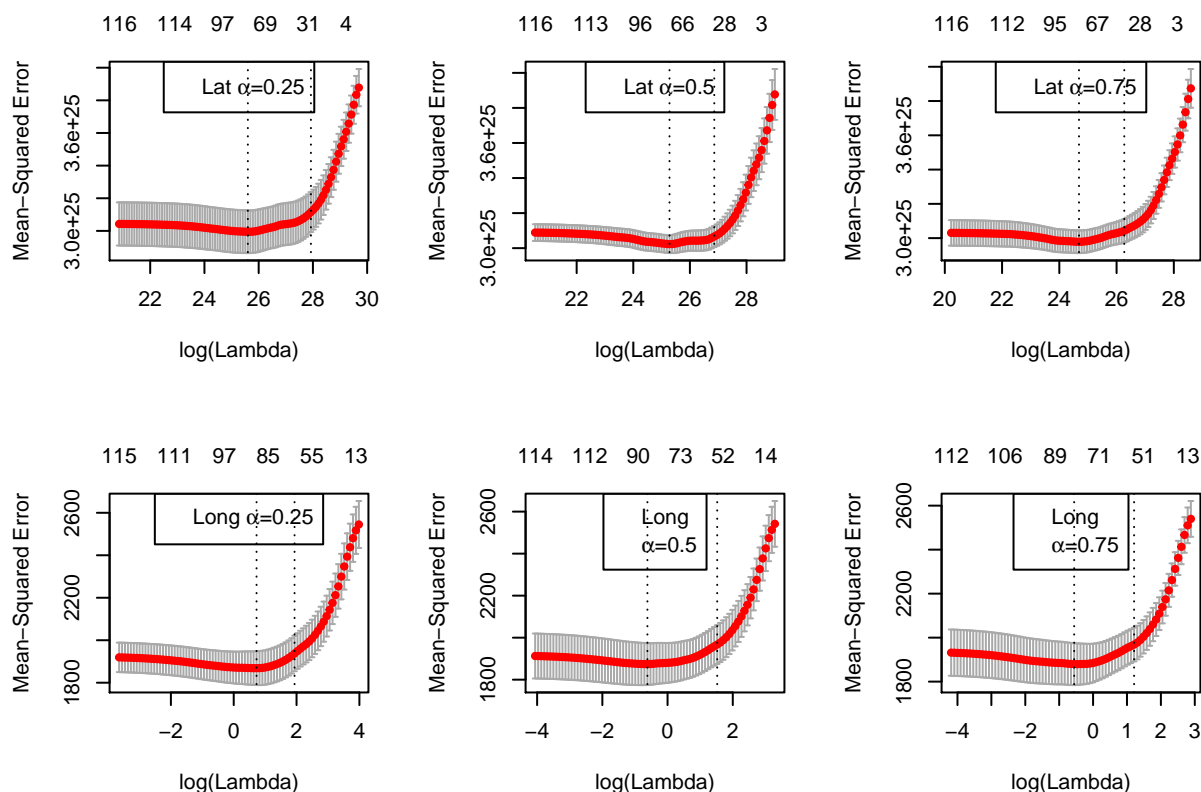 116 114 97 69 31 4
Lat α=0.25
Mean−Squared Error
3.0e+25 3.6e+25
22 24 26 28 30
log(Lambda)
116 113 96 66 28 3
Lat α=0.5
Mean−Squared Error
3.0e+25 3.6e+25
22 24 26 28
log(Lambda)
116 112 95 67 28 3
Lat α=0.75
Mean−Squared Error
3.0e+25 3.6e+25
20 22 24 26 28
log(Lambda)
115 111 97 85 55 13
Long α=0.25
Mean−Squared Error
1800 2200 2600
−2 0 2 4
log(Lambda)
114 112 90 73 52 14
Long
α=0.5
Mean−Squared Error
1800 2200 2600
−4 −2 0 2
log(Lambda)
112 106 89 71 51 13
Long
α=0.75
Mean−Squared Error
1800 2200 2600
−4 −2 0 1 2 3
log(Lambda)